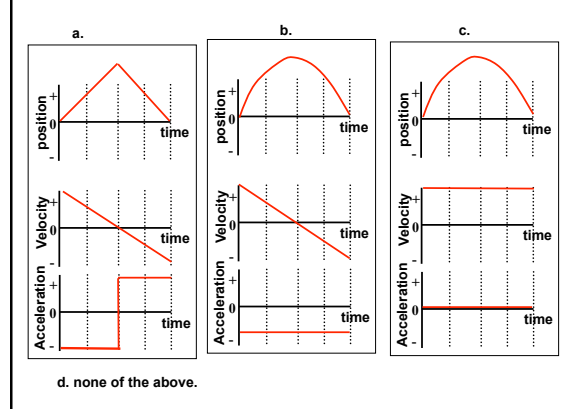 a.
b.
c.
position
+
0
-
time
Velocity
+
0
-
time
Acceleration
+
0
-
time
position
+
0
-
time
Velocity
+
0
-
time
Acceleration
+
0
-
time
position
+
0
-
time
Velocity
+
0
-
time
Acceleration
+
0
-
time
d. none of the above.